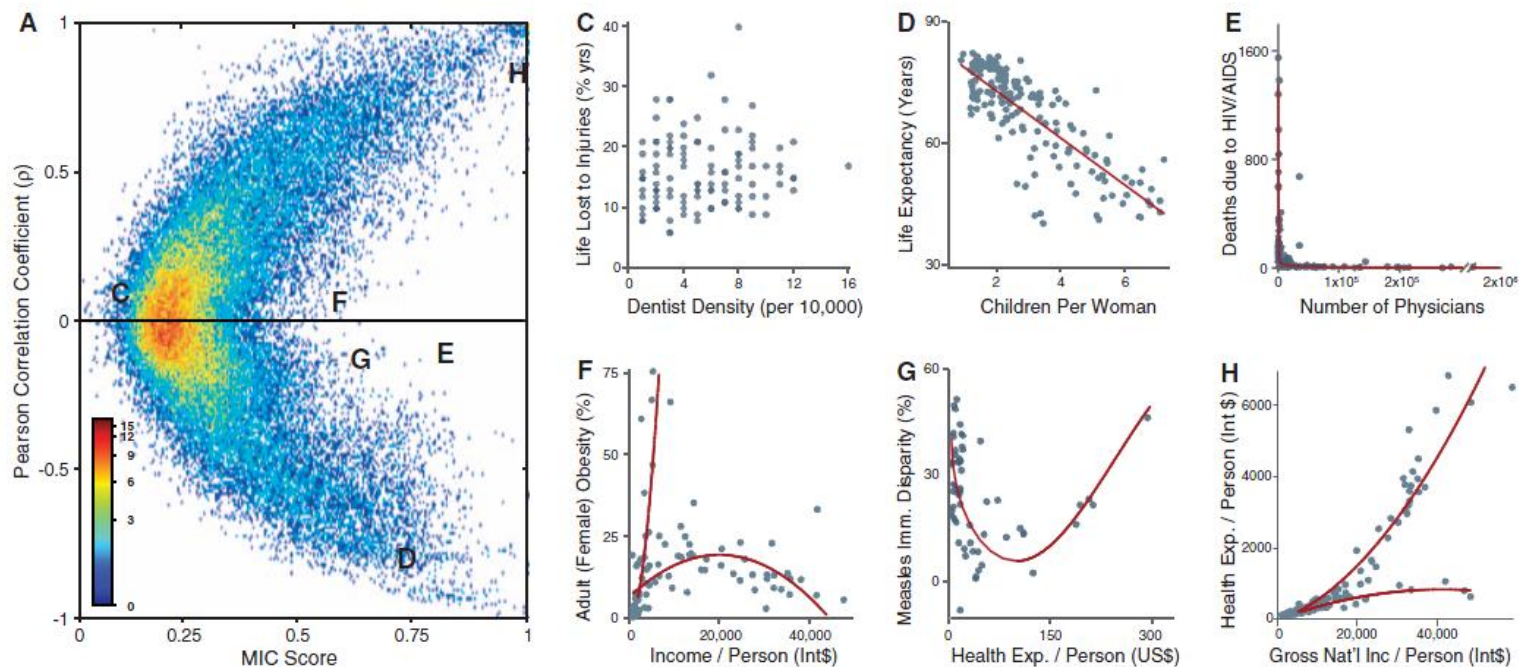 A
Pearson Correlation Coefficient (ρ)
1
0.5
0
-0.5
-1
C
H
F
G
E
D
15
12
9
6
3
0
0
0.25
0.5
0.75
1
MIC Score
C
Life Lost to Injuries (% yrs)
40
30
20
10
0
0
4
8
12
16
Dentist Density (per 10,000)
D
Life Expectancy (Years)
90
60
30
2
4
6
Children Per Woman
E
Deaths due to HIV/AIDS
1600
800
0
0
1x10⁵
2x10⁵
2x10⁶
Number of Physicians
F
Adult (Female) Obesity (%)
75
50
25
0
0
20,000
40,000
Income / Person (Int$)
G
Measles Imm. Disparity (%)
60
30
0
0
150
300
Health Exp. / Person (US$)
H
Health Exp. / Person (Int $)
6000
4000
2000
0
0
20,000
40,000
Gross Nat'l Inc / Person (Int$)